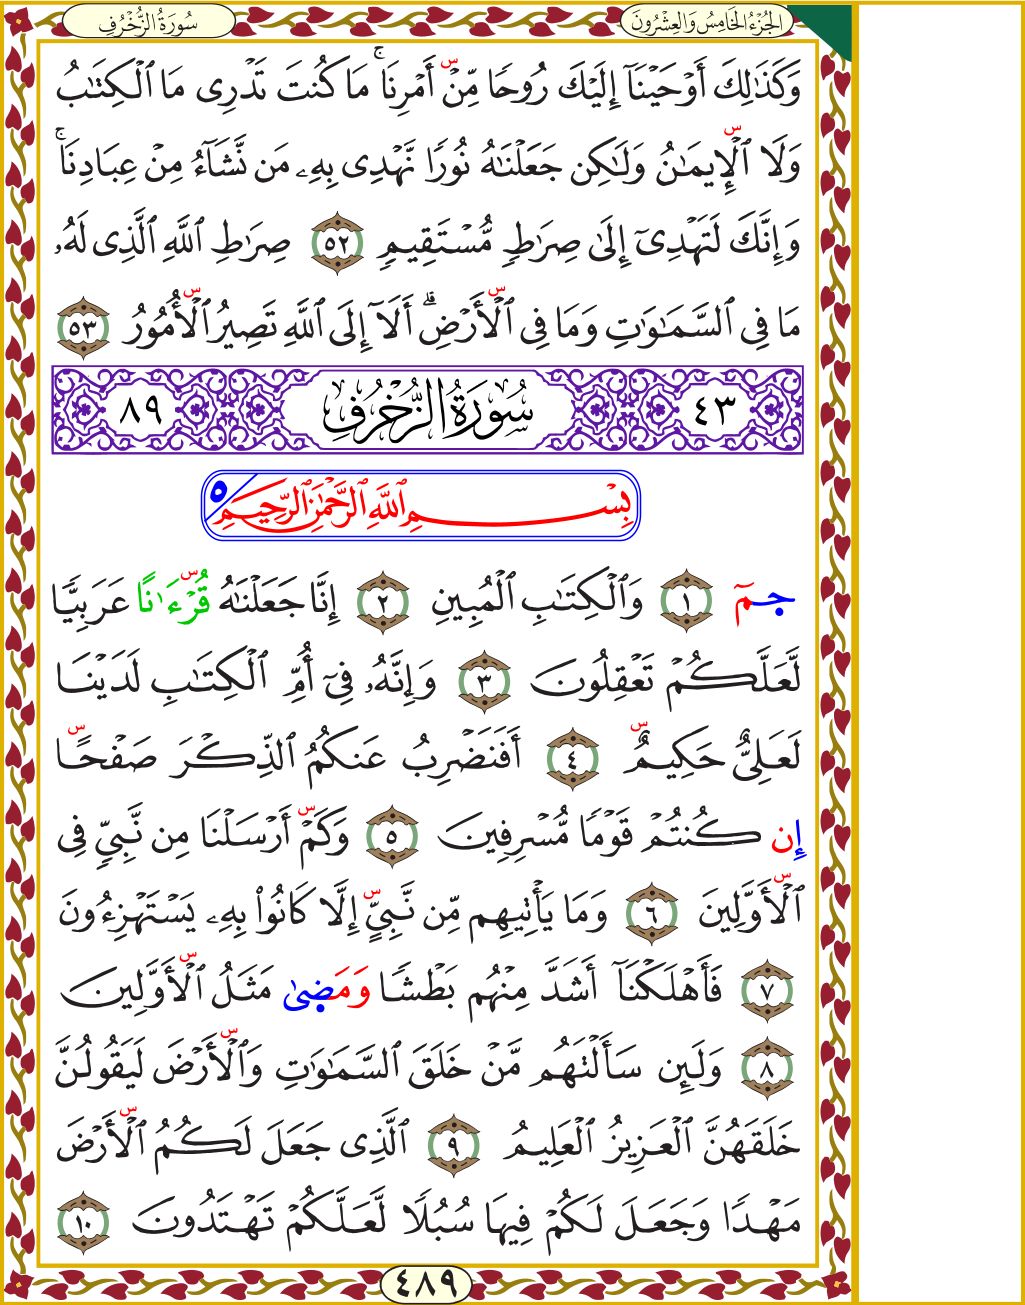 سُورَةُ الزُّخْرُفِ
الجُزْءُ الخَامِسُ وَالعِشْرُونَ
وَكَذَٰلِكَ أَوْحَيْنَآ إِلَيْكَ رُوحًا مِّنْ أَمْرِنَا ۚ مَا كُنتَ تَدْرِى مَا ٱلْكِتَٰبُ
وَلَا ٱلْإِيمَٰنُ وَلَٰكِن جَعَلْنَٰهُ نُورًا نَّهْدِى بِهِۦ مَن نَّشَآءُ مِنْ عِبَادِنَا ۚ
وَإِنَّكَ لَتَهْدِىٓ إِلَىٰ صِرَٰطٍ مُّسْتَقِيمٍ ٥٢ صِرَٰطِ ٱللَّهِ ٱلَّذِى لَهُۥ
مَا فِى ٱلسَّمَٰوَٰتِ وَمَا فِى ٱلْأَرْضِ ۗ أَلَآ إِلَى ٱللَّهِ تَصِيرُ ٱلْأُمُورُ ٥٣
٤٣ سُورَةُ الزُّخْرُفِ ٨٩
بِسْمِ ٱللَّهِ ٱلرَّحْمَٰنِ ٱلرَّحِيمِ ٥
حمٓ ١ وَٱلْكِتَٰبِ ٱلْمُبِينِ ٢ إِنَّا جَعَلْنَٰهُ قُرْءَٰنًا عَرَبِيًّا
لَّعَلَّكُمْ تَعْقِلُونَ ٣ وَإِنَّهُۥ فِىٓ أُمِّ ٱلْكِتَٰبِ لَدَيْنَا
لَعَلِىٌّ حَكِيمٌ ٤ أَفَنَضْرِبُ عَنكُمُ ٱلذِّكْرَ صَفْحًا
إِن كُنتُمْ قَوْمًا مُّسْرِفِينَ ٥ وَكَمْ أَرْسَلْنَا مِن نَّبِىٍّ فِى
ٱلْأَوَّلِينَ ٦ وَمَا يَأْتِيهِم مِّن نَّبِىٍّ إِلَّا كَانُوا۟ بِهِۦ يَسْتَهْزِءُونَ
٧ فَأَهْلَكْنَآ أَشَدَّ مِنْهُم بَطْشًا وَمَضَىٰ مَثَلُ ٱلْأَوَّلِينَ
٨ وَلَئِن سَأَلْتَهُم مَّنْ خَلَقَ ٱلسَّمَٰوَٰتِ وَٱلْأَرْضَ لَيَقُولُنَّ
خَلَقَهُنَّ ٱلْعَزِيزُ ٱلْعَلِيمُ ٩ ٱلَّذِى جَعَلَ لَكُمُ ٱلْأَرْضَ
مَهْدًا وَجَعَلَ لَكُمْ فِيهَا سُبُلًا لَّعَلَّكُمْ تَهْتَدُونَ ١٠
٤٨٩